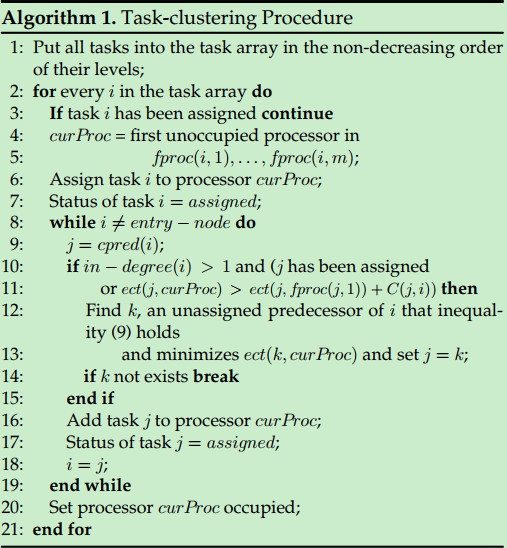 Algorithm 1. Task-clustering Procedure
1: Put all tasks into the task array in the non-decreasing order
of their levels;
2: for every i in the task array do
3: If task i has been assigned continue
4: curProc = first unoccupied processor in
5: fproc(i, 1), . . . , fproc(i, m);
6: Assign task i to processor curProc;
7: Status of task i = assigned;
8: while i ≠ entry − node do
9: j = cpred(i);
10: if in − degree(i) > 1 and (j has been assigned
11: or ect(j, curProc) > ect(j, fproc(j, 1)) + C(j, i)) then
12: Find k, an unassigned predecessor of i that inequal-
ity (9) holds
13: and minimizes ect(k, curProc) and set j = k;
14: if k not exists break
15: end if
16: Add task j to processor curProc;
17: Status of task j = assigned;
18: i = j;
19: end while
20: Set processor curProc occupied;
21: end for